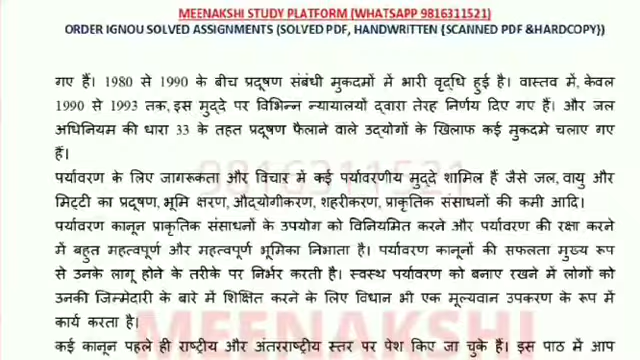 MEENAKSHI STUDY PLATFORM (WHATSAPP 9816311521)
ORDER IGNOU SOLVED ASSIGNMENTS (SOLVED PDF, HANDWRITTEN {SCANNED PDF &HARDCOPY})
गए हैं। 1980 से 1990 के बीच प्रदूषण संबंधी मुकदमों में भारी वृद्धि हुई है। वास्तव में, केवल
1990 से 1993 तक, इस मुद्दे पर विभिन्न न्यायालयों द्वारा तेरह निर्णय दिए गए हैं। और जल
अधिनियम की धारा 33 के तहत प्रदूषण फैलाने वाले उद्योगों के खिलाफ कई मुकदमे चलाए गए
हैं।
पर्यावरण के लिए जागरूकता और विचार में कई पर्यावरणीय मुद्दे शामिल हैं जैसे जल, वायु और
मिट्टी का प्रदूषण, भूमि क्षरण, औद्योगीकरण, शहरीकरण, प्राकृतिक संसाधनों की कमी आदि।
पर्यावरण कानून प्राकृतिक संसाधनों के उपयोग को विनियमित करने और पर्यावरण की रक्षा करने
में बहुत महत्वपूर्ण और महत्वपूर्ण भूमिका निभाता है। पर्यावरण कानूनों की सफलता मुख्य रूप
से उनके लागू होने के तरीके पर निर्भर करती है। स्वस्थ पर्यावरण को बनाए रखने में लोगों को
उनकी जिम्मेदारी के बारे में शिक्षित करने के लिए विधान भी एक मूल्यवान उपकरण के रूप में
कार्य करता है।
कई कानून पहले ही राष्ट्रीय और अंतरराष्ट्रीय स्तर पर पेश किए जा चुके हैं। इस पाठ में आप
9816311521
MEENAKSHI